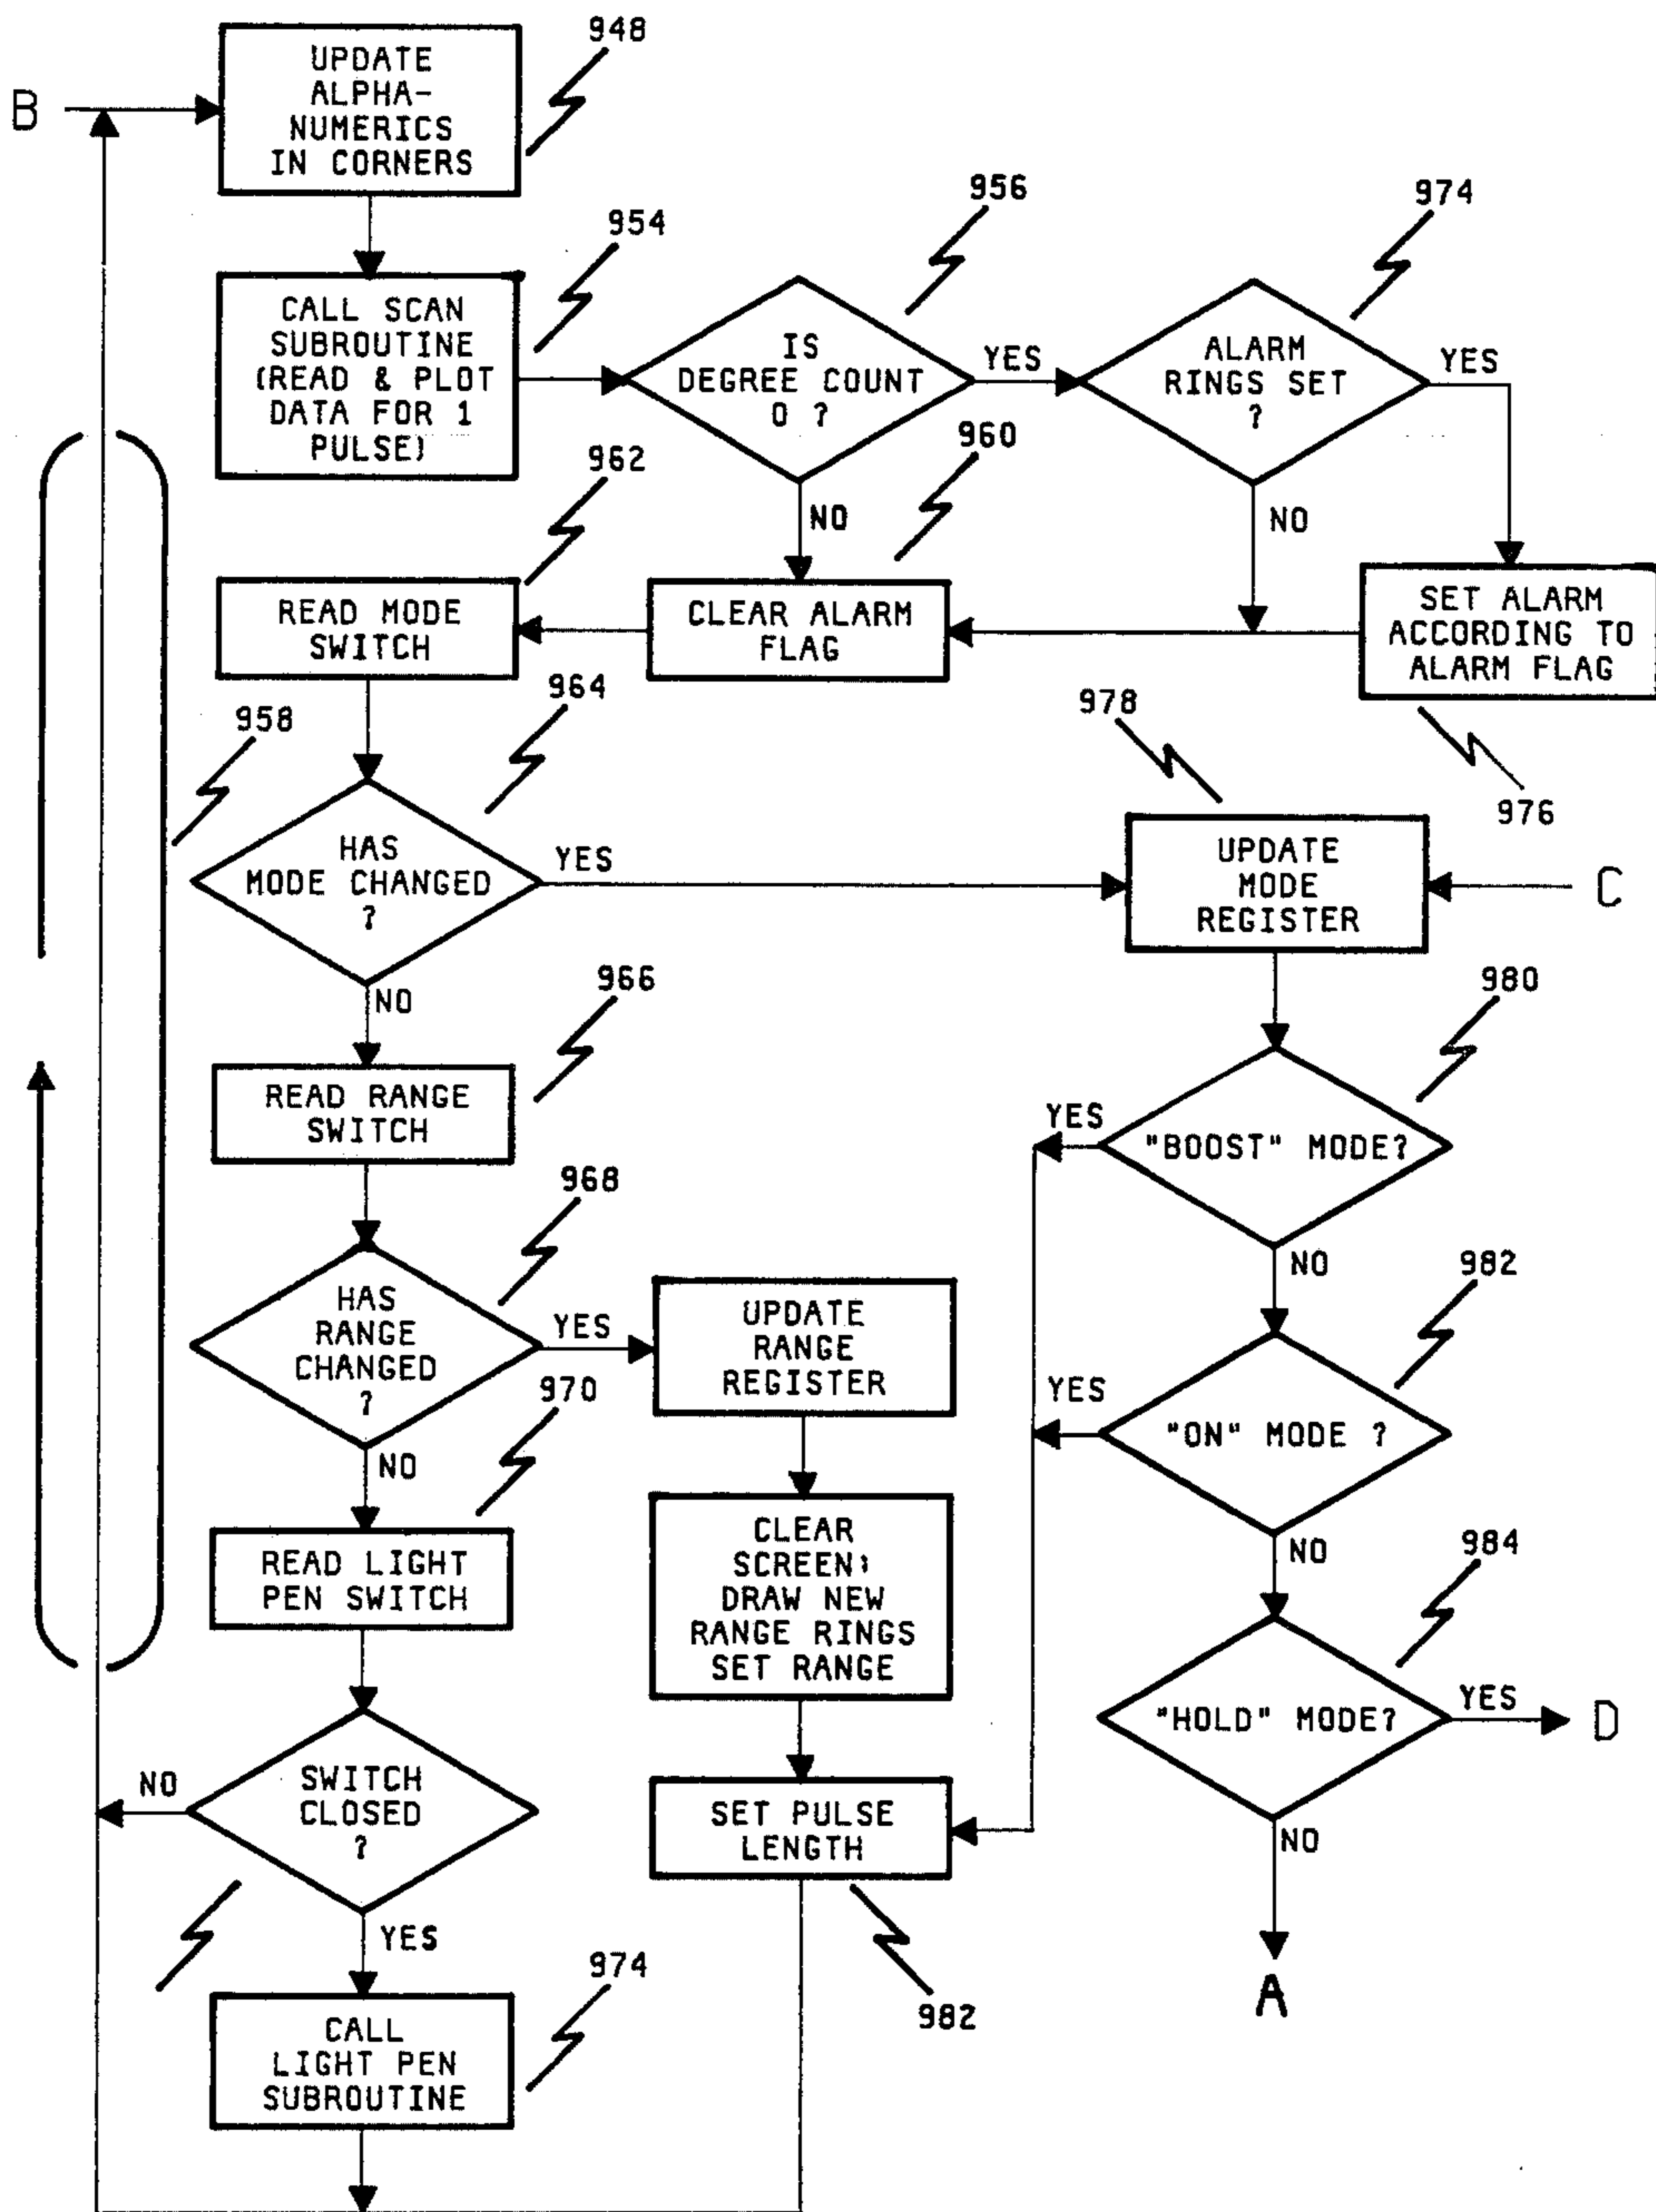 948
UPDATE
ALPHA-
NUMERICS
IN CORNERS
B
954
956
974
CALL SCAN
SUBROUTINE
(READ & PLOT
DATA FOR 1
PULSE)
IS
DEGREE COUNT
0 ?
YES
ALARM
RINGS SET
?
YES
962
960
NO
NO
READ MODE
SWITCH
CLEAR ALARM
FLAG
SET ALARM
ACCORDING TO
ALARM FLAG
964
978
958
976
HAS
MODE CHANGED
?
YES
UPDATE
MODE
REGISTER
C
NO
966
980
READ RANGE
SWITCH
YES
"BOOST" MODE?
968
NO
982
HAS
RANGE
CHANGED
?
YES
UPDATE
RANGE
REGISTER
970
YES
"ON" MODE ?
NO
READ LIGHT
PEN SWITCH
CLEAR
SCREEN;
DRAW NEW
RANGE RINGS
SET RANGE
NO
984
"HOLD" MODE?
YES
D
NO
SWITCH
CLOSED
?
SET PULSE
LENGTH
NO
YES
974
982
A
CALL
LIGHT PEN
SUBROUTINE